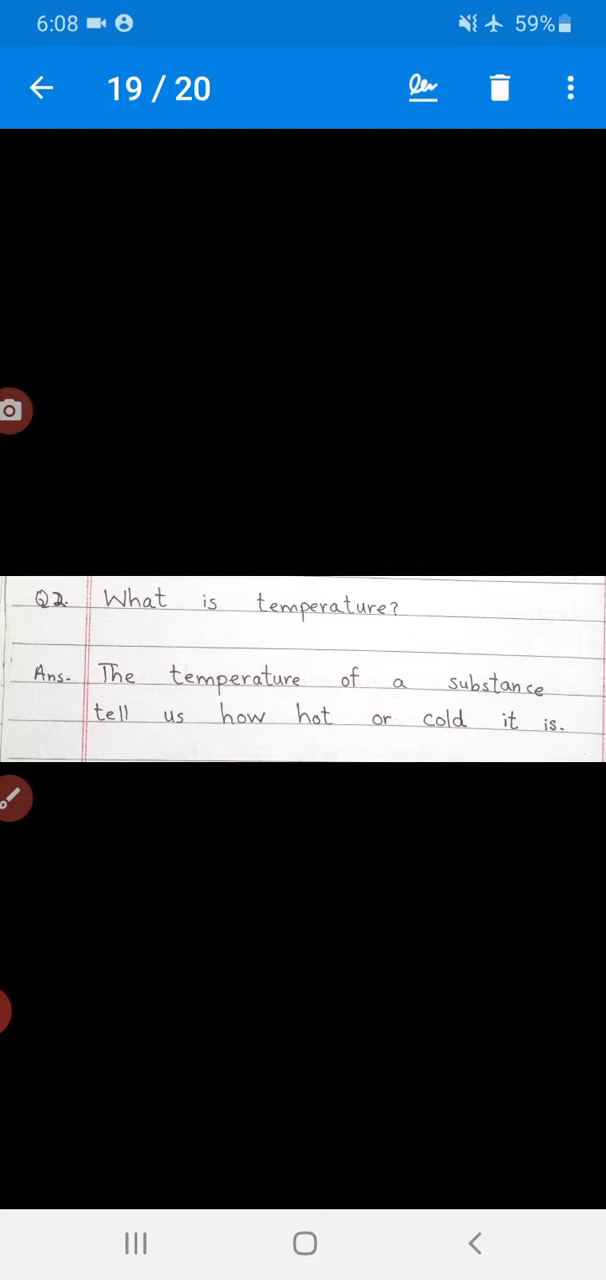 6:08 59%
19 / 20
Q2. What is temperature?
Ans. The temperature of a substance
tell us how hot or cold it is.